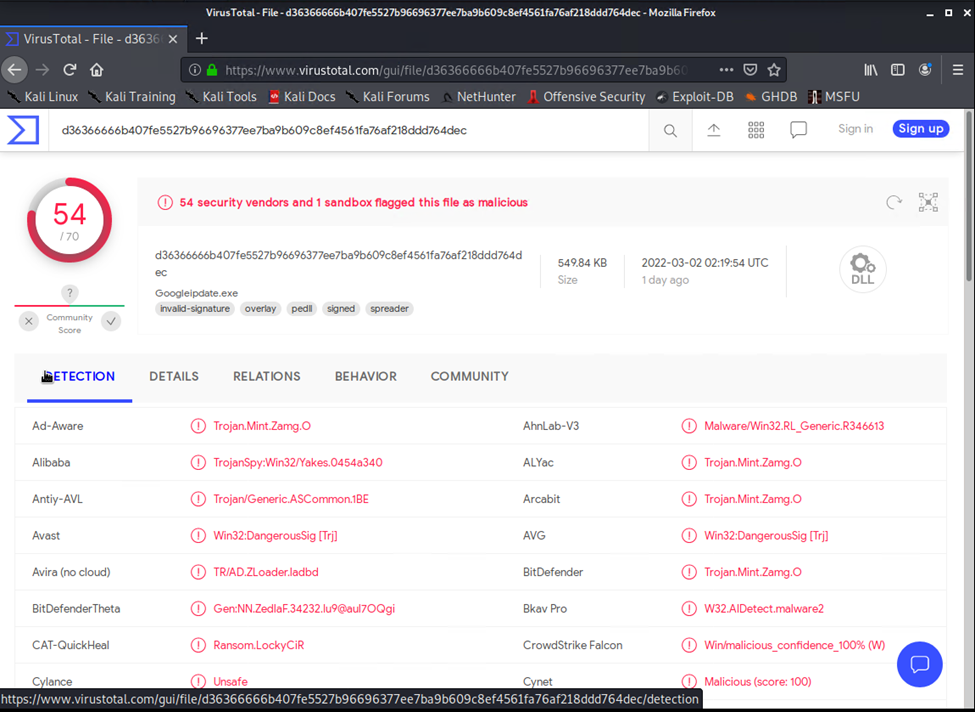 VirusTotal - File - d36366666b407fe5527b96696377ee7ba9b609c8ef4561fa76af218ddd764dec - Mozilla Firefox
VirusTotal - File - d3636
https://www.virustotal.com/gui/file/d36366666b407fe5527b96696377ee7ba9b60
Kali Linux Kali Training Kali Tools Kali Docs Kali Forums NetHunter Offensive Security Exploit-DB GHDB MSFU
d36366666b407fe5527b96696377ee7ba9b609c8ef4561fa76af218ddd764dec
Sign in
Sign up
54
/ 70
?
Community
Score
54 security vendors and 1 sandbox flagged this file as malicious
d36366666b407fe5527b96696377ee7ba9b609c8ef4561fa76af218ddd764d
ec
Googleipdate.exe
invalid-signature overlay pedll signed spreader
549.84 KB
Size
2022-03-02 02:19:54 UTC
1 day ago
DLL
DETECTION DETAILS RELATIONS BEHAVIOR COMMUNITY
Ad-Aware Trojan.Mint.Zamg.O AhnLab-V3 Malware/Win32.RL_Generic.R346613
Alibaba TrojanSpy:Win32/Yakes.0454a340 ALYac Trojan.Mint.Zamg.O
Antiy-AVL Trojan/Generic.ASCommon.1BE Arcabit Trojan.Mint.Zamg.O
Avast Win32:DangerousSig [Trj] AVG Win32:DangerousSig [Trj]
Avira (no cloud) TR/AD.ZLoader.ladbd BitDefender Trojan.Mint.Zamg.O
BitDefenderTheta Gen:NN.ZedlaF.34232.Iu9@aul7OQgi Bkav Pro W32.AIDetect.malware2
CAT-QuickHeal Ransom.LockyCiR CrowdStrike Falcon Win/malicious_confidence_100% (W)
Cylance Unsafe Cynet Malicious (score: 100)
https://www.virustotal.com/gui/file/d36366666b407fe5527b96696377ee7ba9b609c8ef4561fa76af218ddd764dec/detection